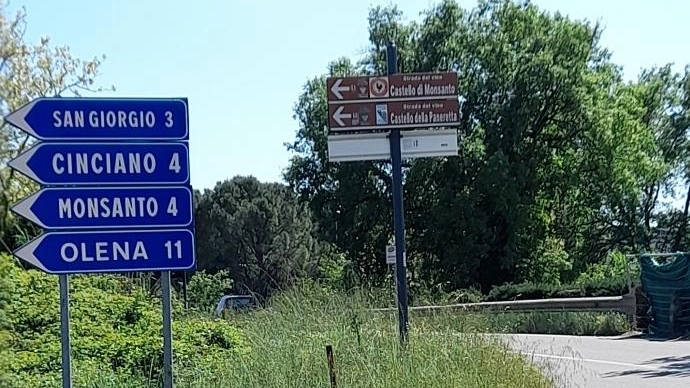 SAN GIORGIO 3
CINCIANO 4
MONSANTO 4
OLENA 11
Strada del vino
Castello di Monsanto
Strada del vino
Castello della Paneretta